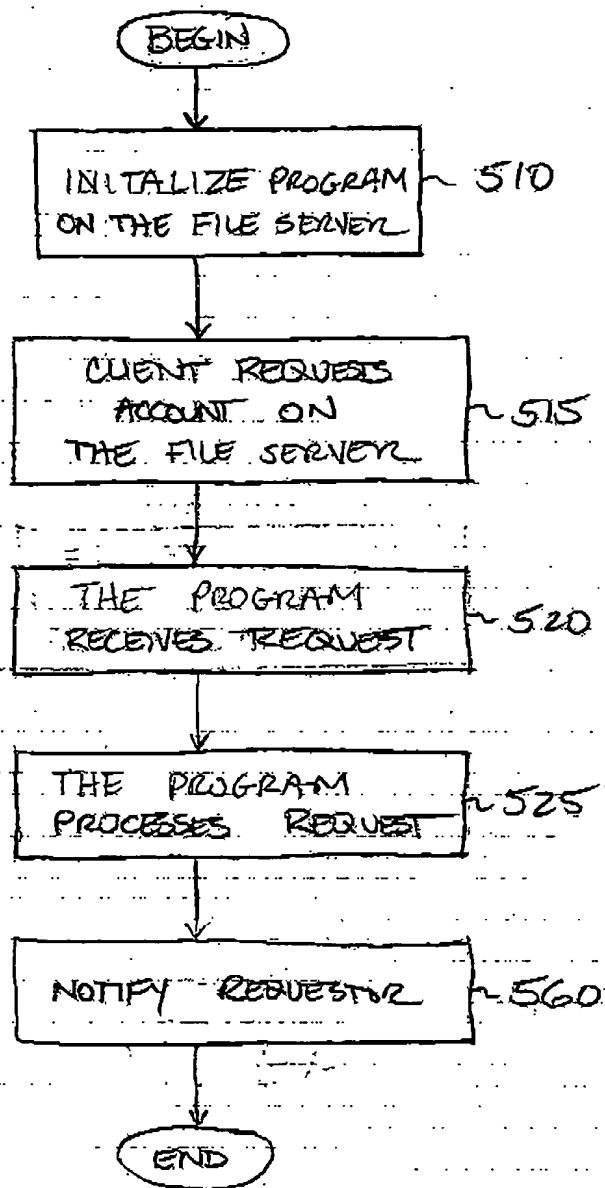 BEGIN
INITALIZE PROGRAM
ON THE FILE SERVER
510
CLIENT REQUESTS
ACCOUNT ON
THE FILE SERVER
515
THE PROGRAM
RECEIVES REQUEST
520
THE PROGRAM
PROCESSES REQUEST
525
NOTIFY REQUESTOR
560
END